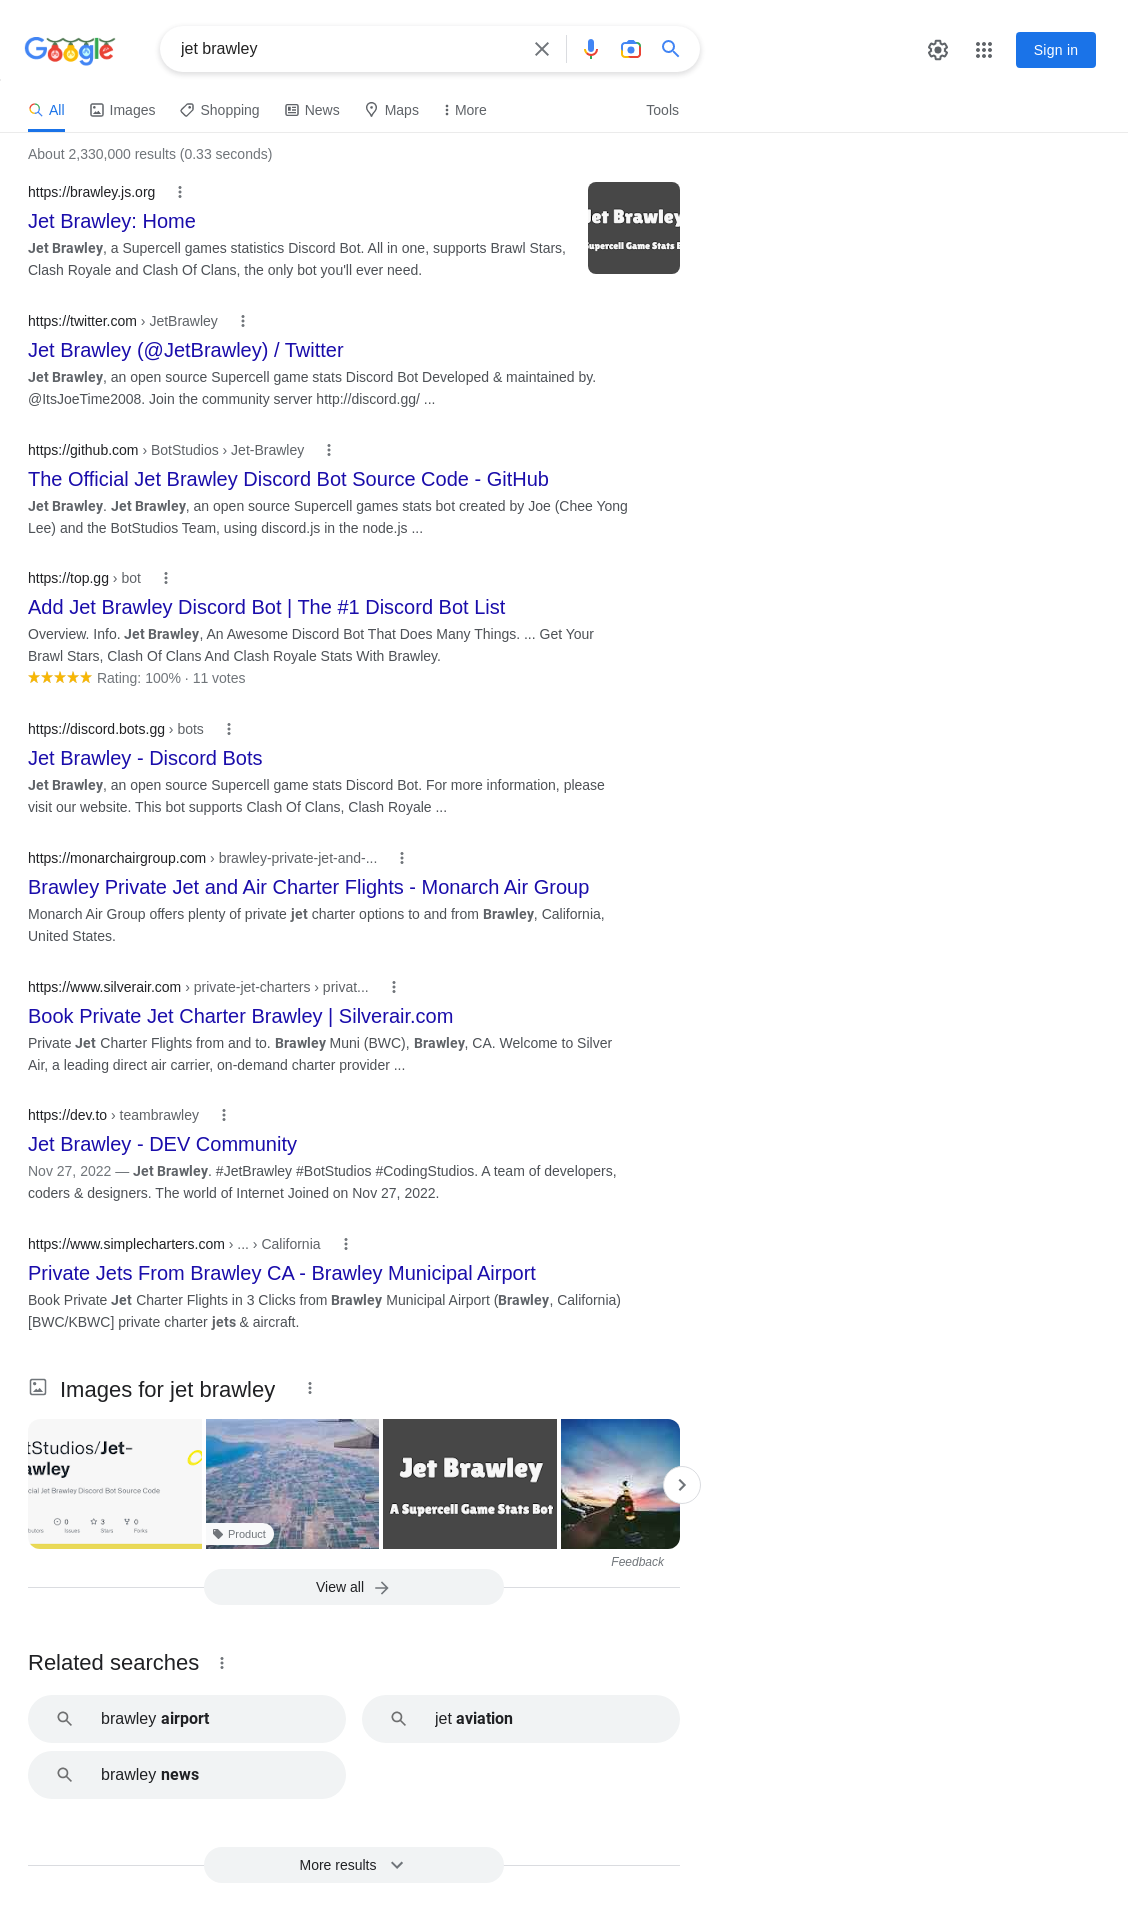 Google
jet brawley
Sign in
All
Images
Shopping
News
Maps
More
Tools
About 2,330,000 results (0.33 seconds)
https://brawley.js.org
Jet Brawley: Home
Jet Brawley, a Supercell games statistics Discord Bot. All in one, supports Brawl Stars,
Clash Royale and Clash Of Clans, the only bot you'll ever need.
Jet Brawley
Supercell Game Stats B
https://twitter.com › JetBrawley
Jet Brawley (@JetBrawley) / Twitter
Jet Brawley, an open source Supercell game stats Discord Bot Developed & maintained by.
@ItsJoeTime2008. Join the community server http://discord.gg/ ...
https://github.com › BotStudios › Jet-Brawley
The Official Jet Brawley Discord Bot Source Code - GitHub
Jet Brawley. Jet Brawley, an open source Supercell games stats bot created by Joe (Chee Yong
Lee) and the BotStudios Team, using discord.js in the node.js ...
https://top.gg › bot
Add Jet Brawley Discord Bot | The #1 Discord Bot List
Overview. Info. Jet Brawley, An Awesome Discord Bot That Does Many Things. ... Get Your
Brawl Stars, Clash Of Clans And Clash Royale Stats With Brawley.
Rating: 100% · 11 votes
https://discord.bots.gg › bots
Jet Brawley - Discord Bots
Jet Brawley, an open source Supercell game stats Discord Bot. For more information, please
visit our website. This bot supports Clash Of Clans, Clash Royale ...
https://monarchairgroup.com › brawley-private-jet-and-...
Brawley Private Jet and Air Charter Flights - Monarch Air Group
Monarch Air Group offers plenty of private jet charter options to and from Brawley, California,
United States.
https://www.silverair.com › private-jet-charters › privat...
Book Private Jet Charter Brawley | Silverair.com
Private Jet Charter Flights from and to. Brawley Muni (BWC), Brawley, CA. Welcome to Silver
Air, a leading direct air carrier, on-demand charter provider ...
https://dev.to › teambrawley
Jet Brawley - DEV Community
Nov 27, 2022 — Jet Brawley. #JetBrawley #BotStudios #CodingStudios. A team of developers,
coders & designers. The world of Internet Joined on Nov 27, 2022.
https://www.simplecharters.com › ... › California
Private Jets From Brawley CA - Brawley Municipal Airport
Book Private Jet Charter Flights in 3 Clicks from Brawley Municipal Airport (Brawley, California)
[BWC/KBWC] private charter jets & aircraft.
Images for jet brawley
tStudios/Jet-
awley
cial Jet Brawley Discord Bot Source Code
0
3
0
butors
Issues
Stars
Forks
Product
Jet Brawley
A Supercell Game Stats Bot
Feedback
View all
Related searches
brawley airport
jet aviation
brawley news
More results